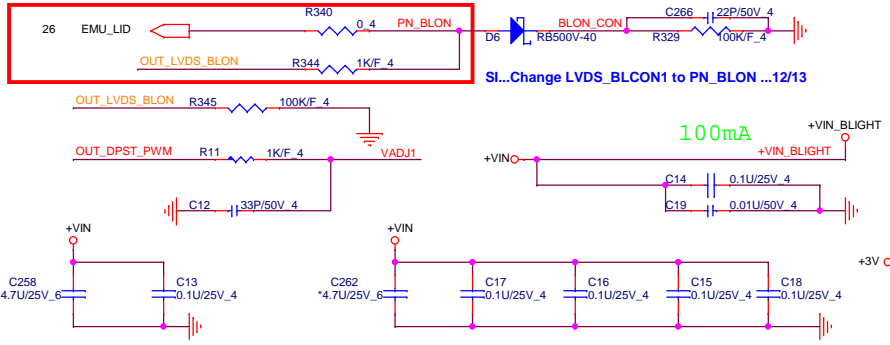 R340
C266
22P/50V_4
26
EMU_LID
0_4
PN_BLON
BLON_CON
D6
RB500V-40
R329
100K/F_4
OUT_LVDS_BLON
R344
1K/F_4
SI...Change LVDS_BLCON1 to PN_BLON ...12/13
OUT_LVDS_BLON
R345
100K/F_4
100mA
+VIN_BLIGHT
OUT_DPST_PWM
R11
1K/F_4
VADJ1
+VIN
+VIN_BLIGHT
C14
0.1U/25V_4
C12
33P/50V_4
C19
0.01U/50V_4
+VIN
+VIN
+3V
C258
4.7U/25V_6
C13
0.1U/25V_4
C262
*4.7U/25V_6
C17
0.1U/25V_4
C16
0.1U/25V_4
C15
0.1U/25V_4
C18
0.1U/25V_4